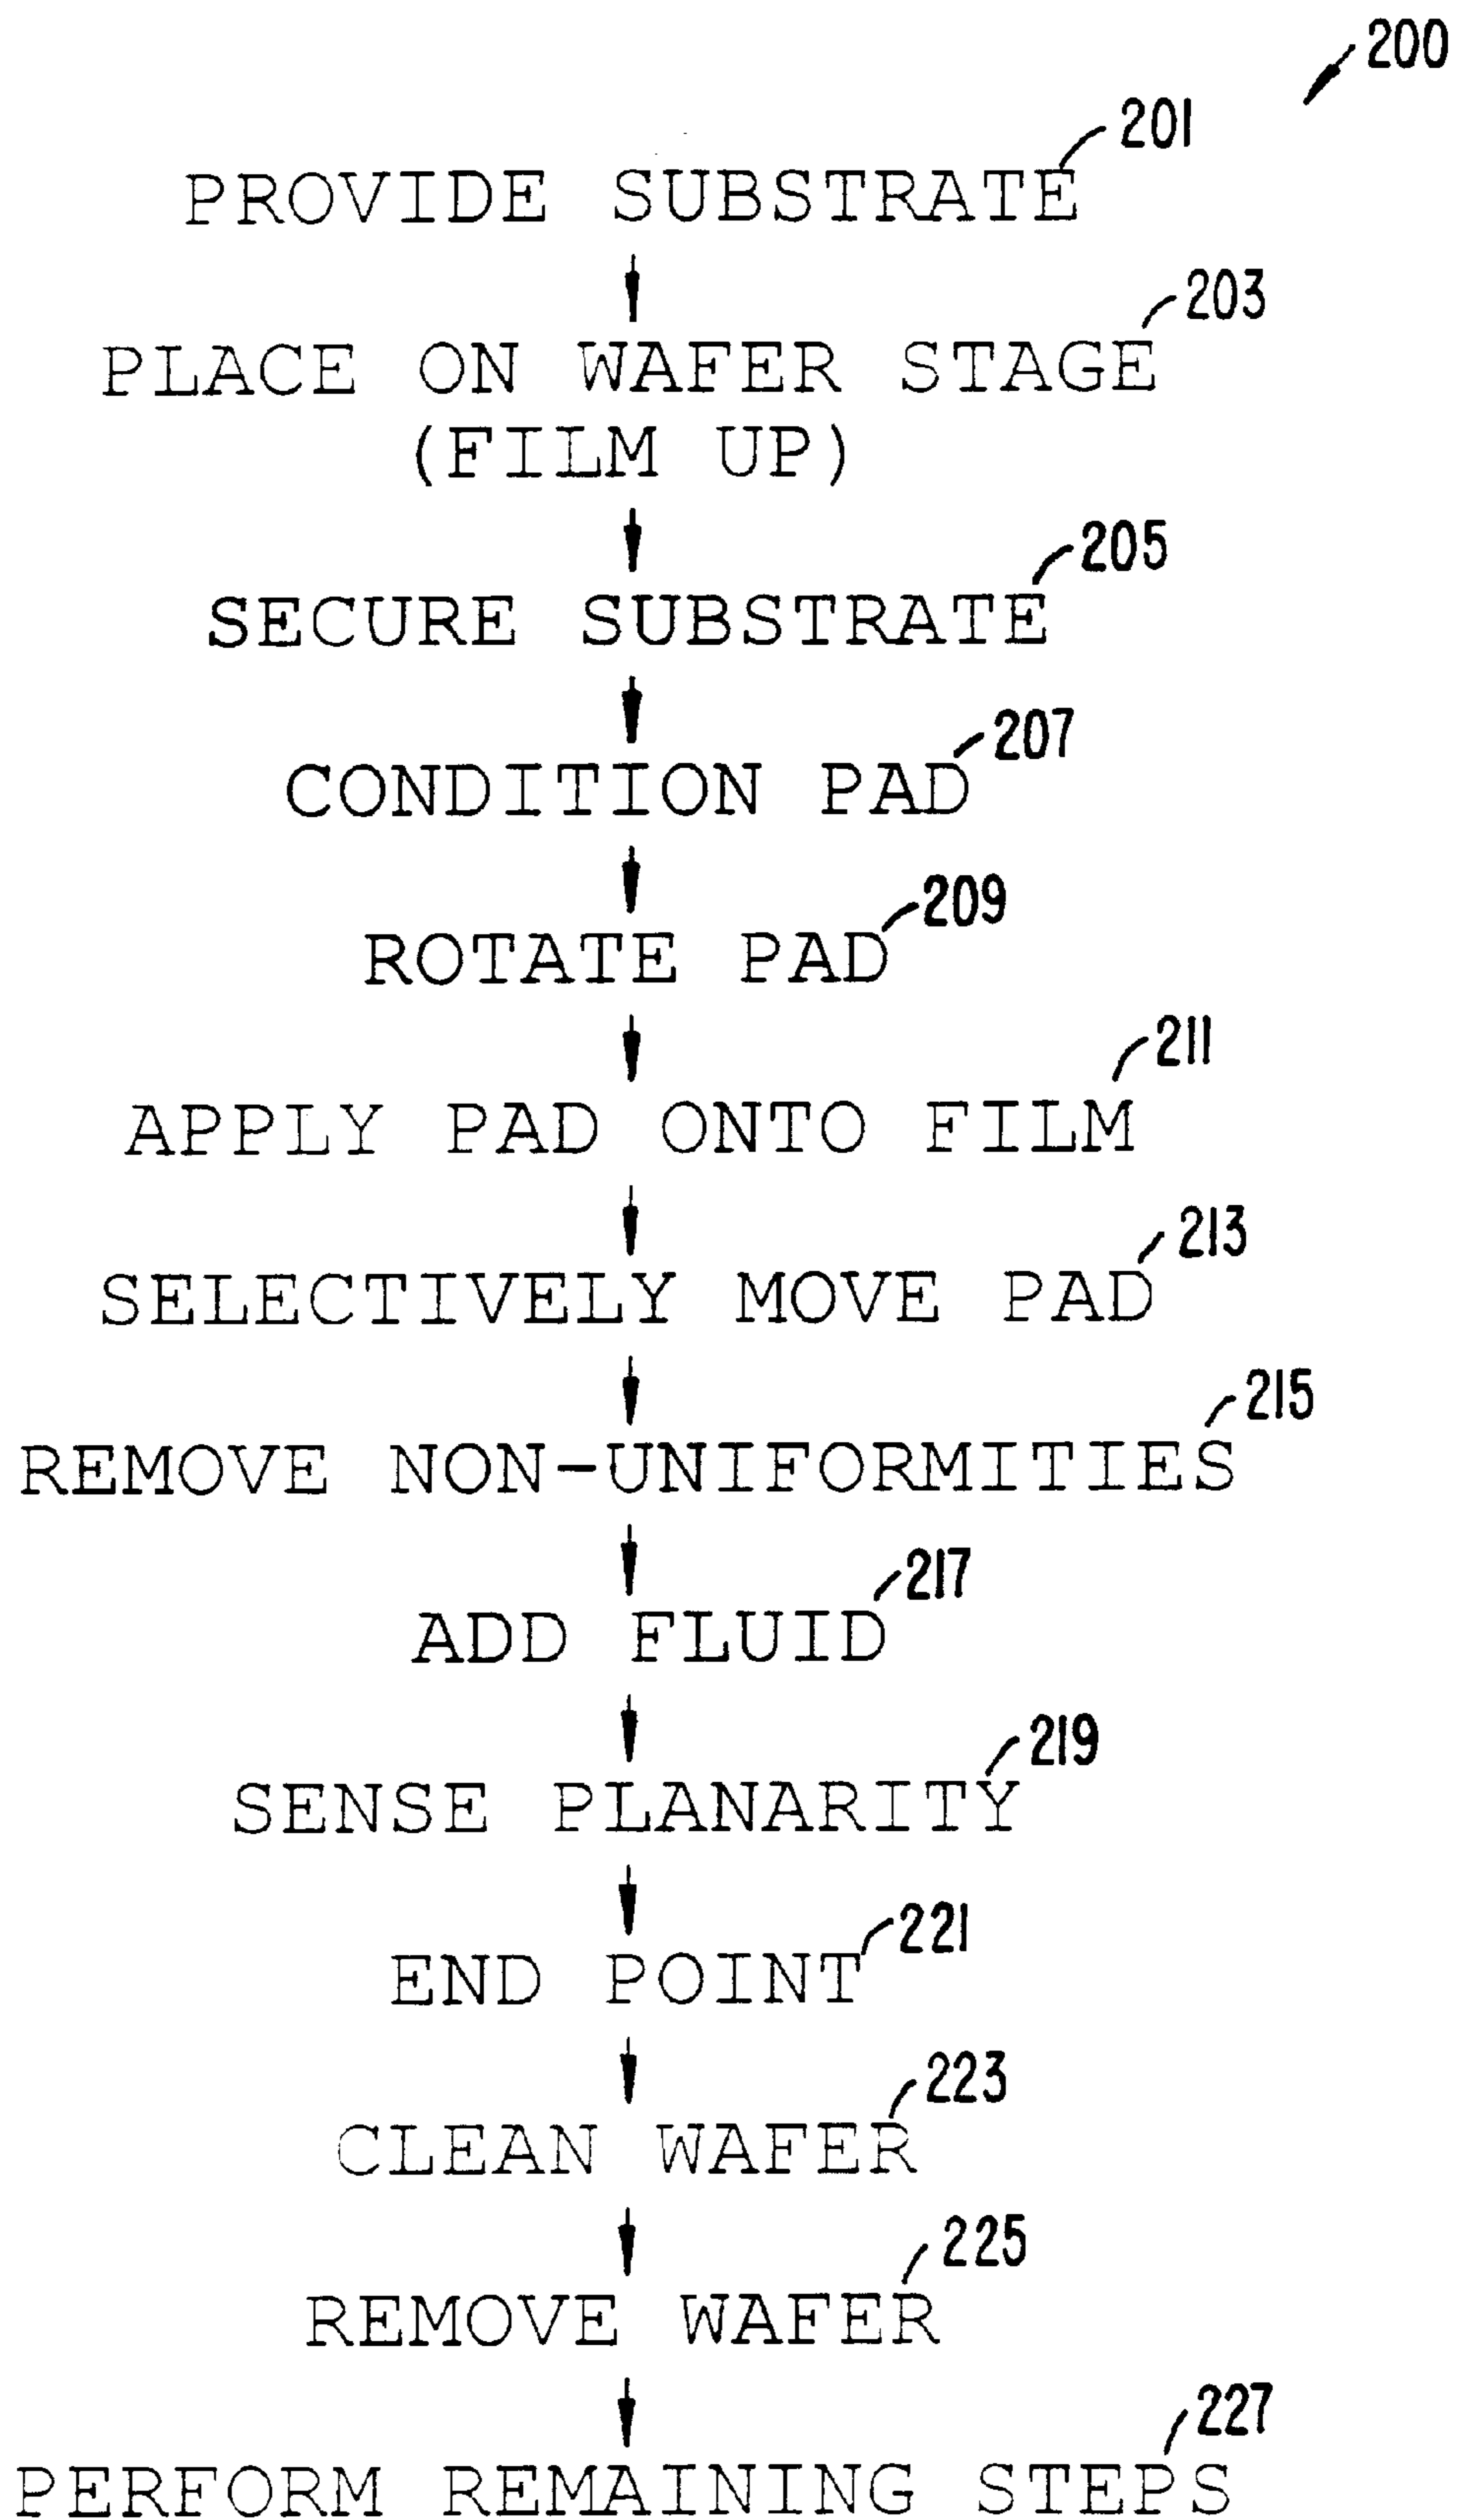 200
201
PROVIDE SUBSTRATE
203
PLACE ON WAFER STAGE
(FILM UP)
205
SECURE SUBSTRATE
207
CONDITION PAD
209
ROTATE PAD
211
APPLY PAD ONTO FILM
213
SELECTIVELY MOVE PAD
215
REMOVE NON-UNIFORMITIES
217
ADD FLUID
219
SENSE PLANARITY
221
END POINT
223
CLEAN WAFER
225
REMOVE WAFER
227
PERFORM REMAINING STEPS